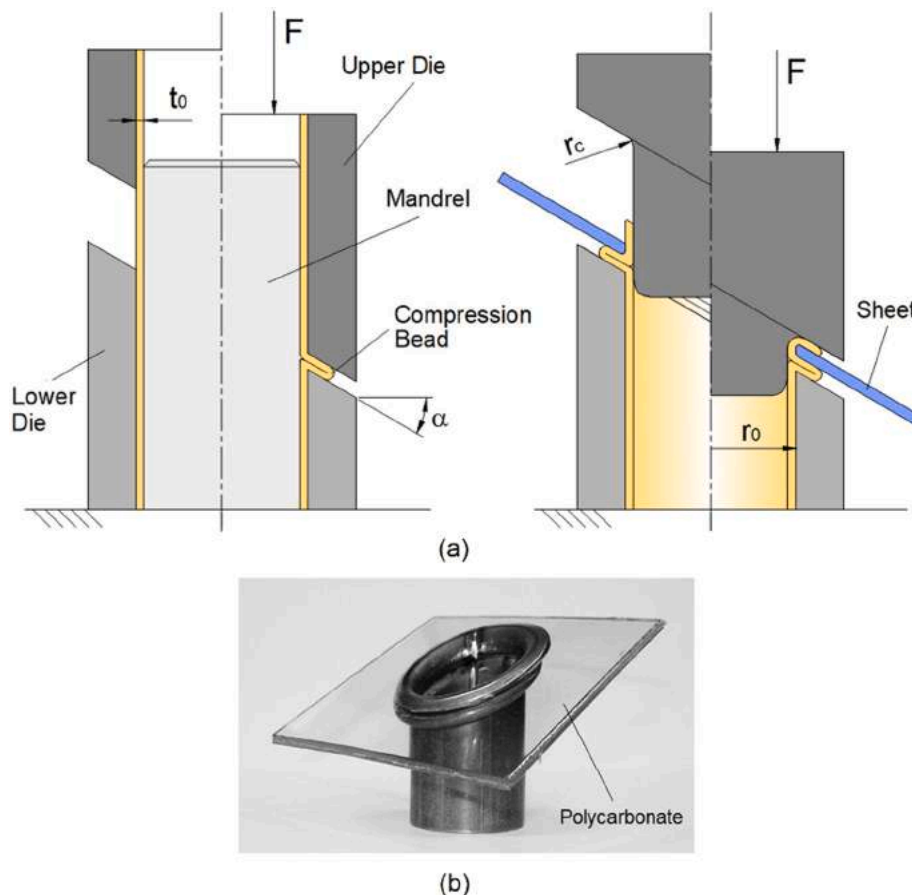 F
Upper Die
t0
Mandrel
Compression
Bead
Lower
Die
α
F
rc
Sheet
r0
(a)
Polycarbonate
(b)